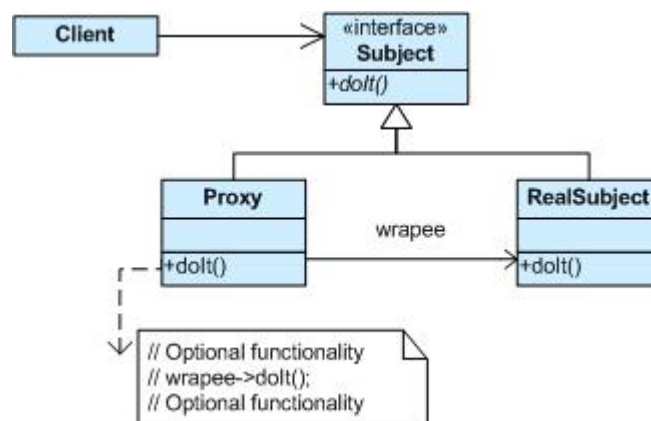 Client
«interface»
Subject
+doIt()
Proxy
+doIt()
wrapee
RealSubject
+doIt()
// Optional functionality
// wrapee->doIt();
// Optional functionality